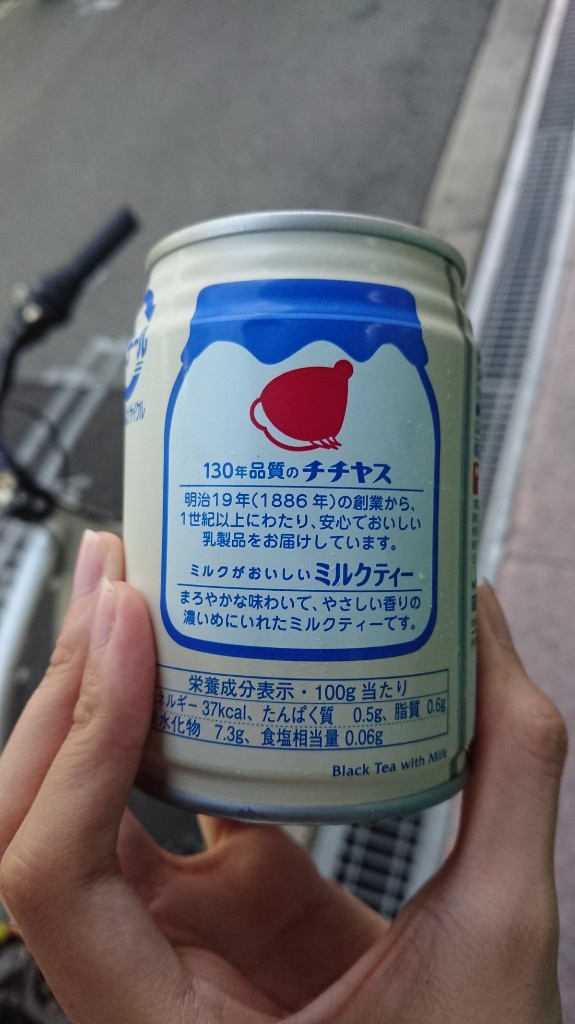 130年品質のチチヤス
明治19年(1886年)の創業から、
1世紀以上にわたり、安心でおいしい
乳製品をお届けしています。
ミルクがおいしいミルクティー
まろやかな味わいで、やさしい香りの
濃いめにいれたミルクティーです。
栄養成分表示・100g当たり
ネルギー 37kcal、たんぱく質 0.5g、脂質 0.6g
水化物 7.3g、食塩相当量 0.06g
Black Tea with Milk